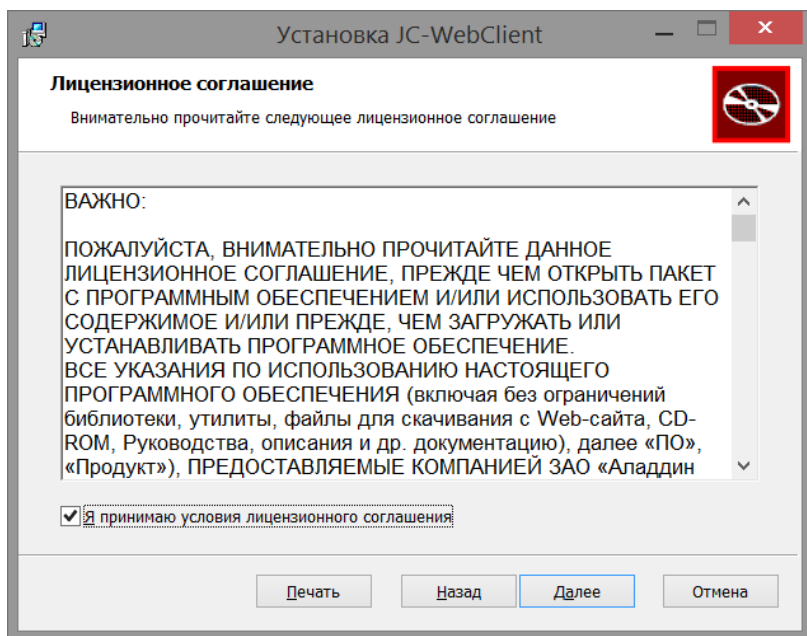 Установка JC-WebClient
Лицензионное соглашение
Внимательно прочитайте следующее лицензионное соглашение
ВАЖНО:
ПОЖАЛУЙСТА, ВНИМАТЕЛЬНО ПРОЧИТАЙТЕ ДАННОЕ
ЛИЦЕНЗИОННОЕ СОГЛАШЕНИЕ, ПРЕЖДЕ ЧЕМ ОТКРЫТЬ ПАКЕТ
С ПРОГРАММНЫМ ОБЕСПЕЧЕНИЕМ И/ИЛИ ИСПОЛЬЗОВАТЬ ЕГО
СОДЕРЖИМОЕ И/ИЛИ ПРЕЖДЕ, ЧЕМ ЗАГРУЖАТЬ ИЛИ
УСТАНАВЛИВАТЬ ПРОГРАММНОЕ ОБЕСПЕЧЕНИЕ.
ВСЕ УКАЗАНИЯ ПО ИСПОЛЬЗОВАНИЮ НАСТОЯЩЕГО
ПРОГРАММНОГО ОБЕСПЕЧЕНИЯ (включая без ограничений
библиотеки, утилиты, файлы для скачивания с Web-сайта, CD-
ROM, Руководства, описания и др. документацию), далее «ПО»,
«Продукт»), ПРЕДОСТАВЛЯЕМЫЕ КОМПАНИЕЙ ЗАО «Аладдин
Я принимаю условия лицензионного соглашения
Печать Назад Далее Отмена